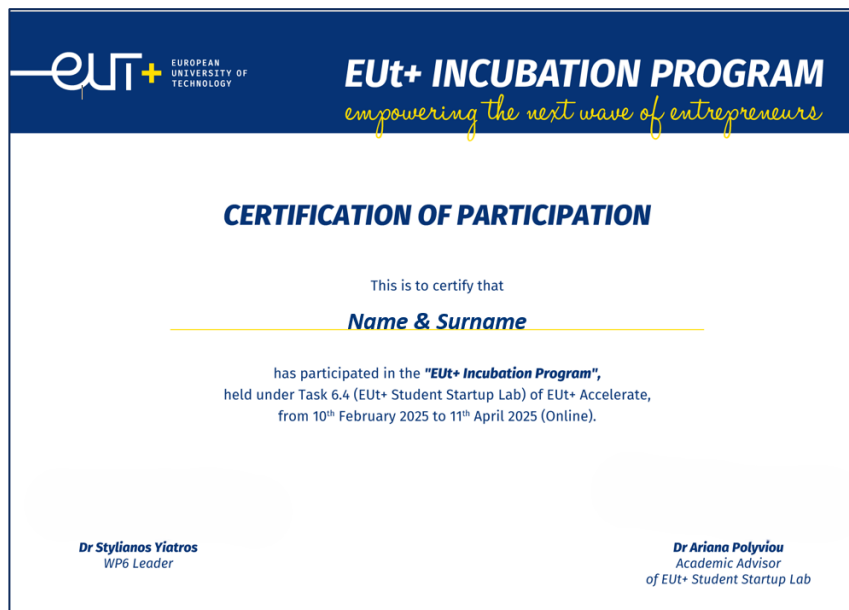 eut+
EUROPEAN
UNIVERSITY OF
TECHNOLOGY
EUt+ INCUBATION PROGRAM
empowering the next wave of entrepreneurs
CERTIFICATION OF PARTICIPATION
This is to certify that
Name & Surname
has participated in the "EUt+ Incubation Program",
held under Task 6.4 (EUt+ Student Startup Lab) of EUt+ Accelerate,
from 10th February 2025 to 11th April 2025 (Online).
Dr Stylianos Yiatros
WP6 Leader
Dr Ariana Polyviou
Academic Advisor
of EUt+ Student Startup Lab